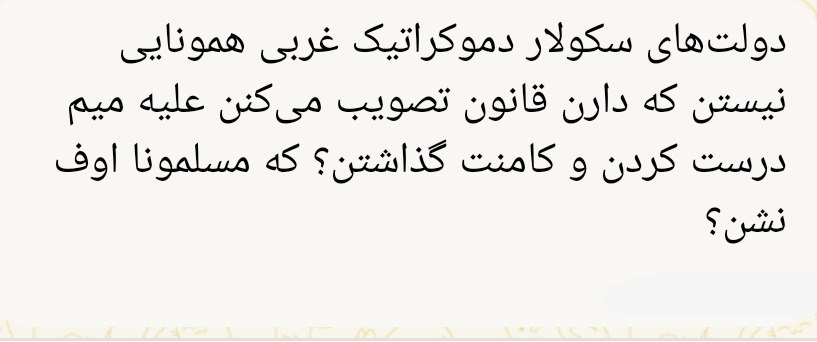 دولت‌های سکولار دموکراتیک غربی همونایی
نیستن که دارن قانون تصویب می‌کنن علیه میم
درست کردن و کامنت گذاشتن؟ که مسلمونا اوف
نشن؟